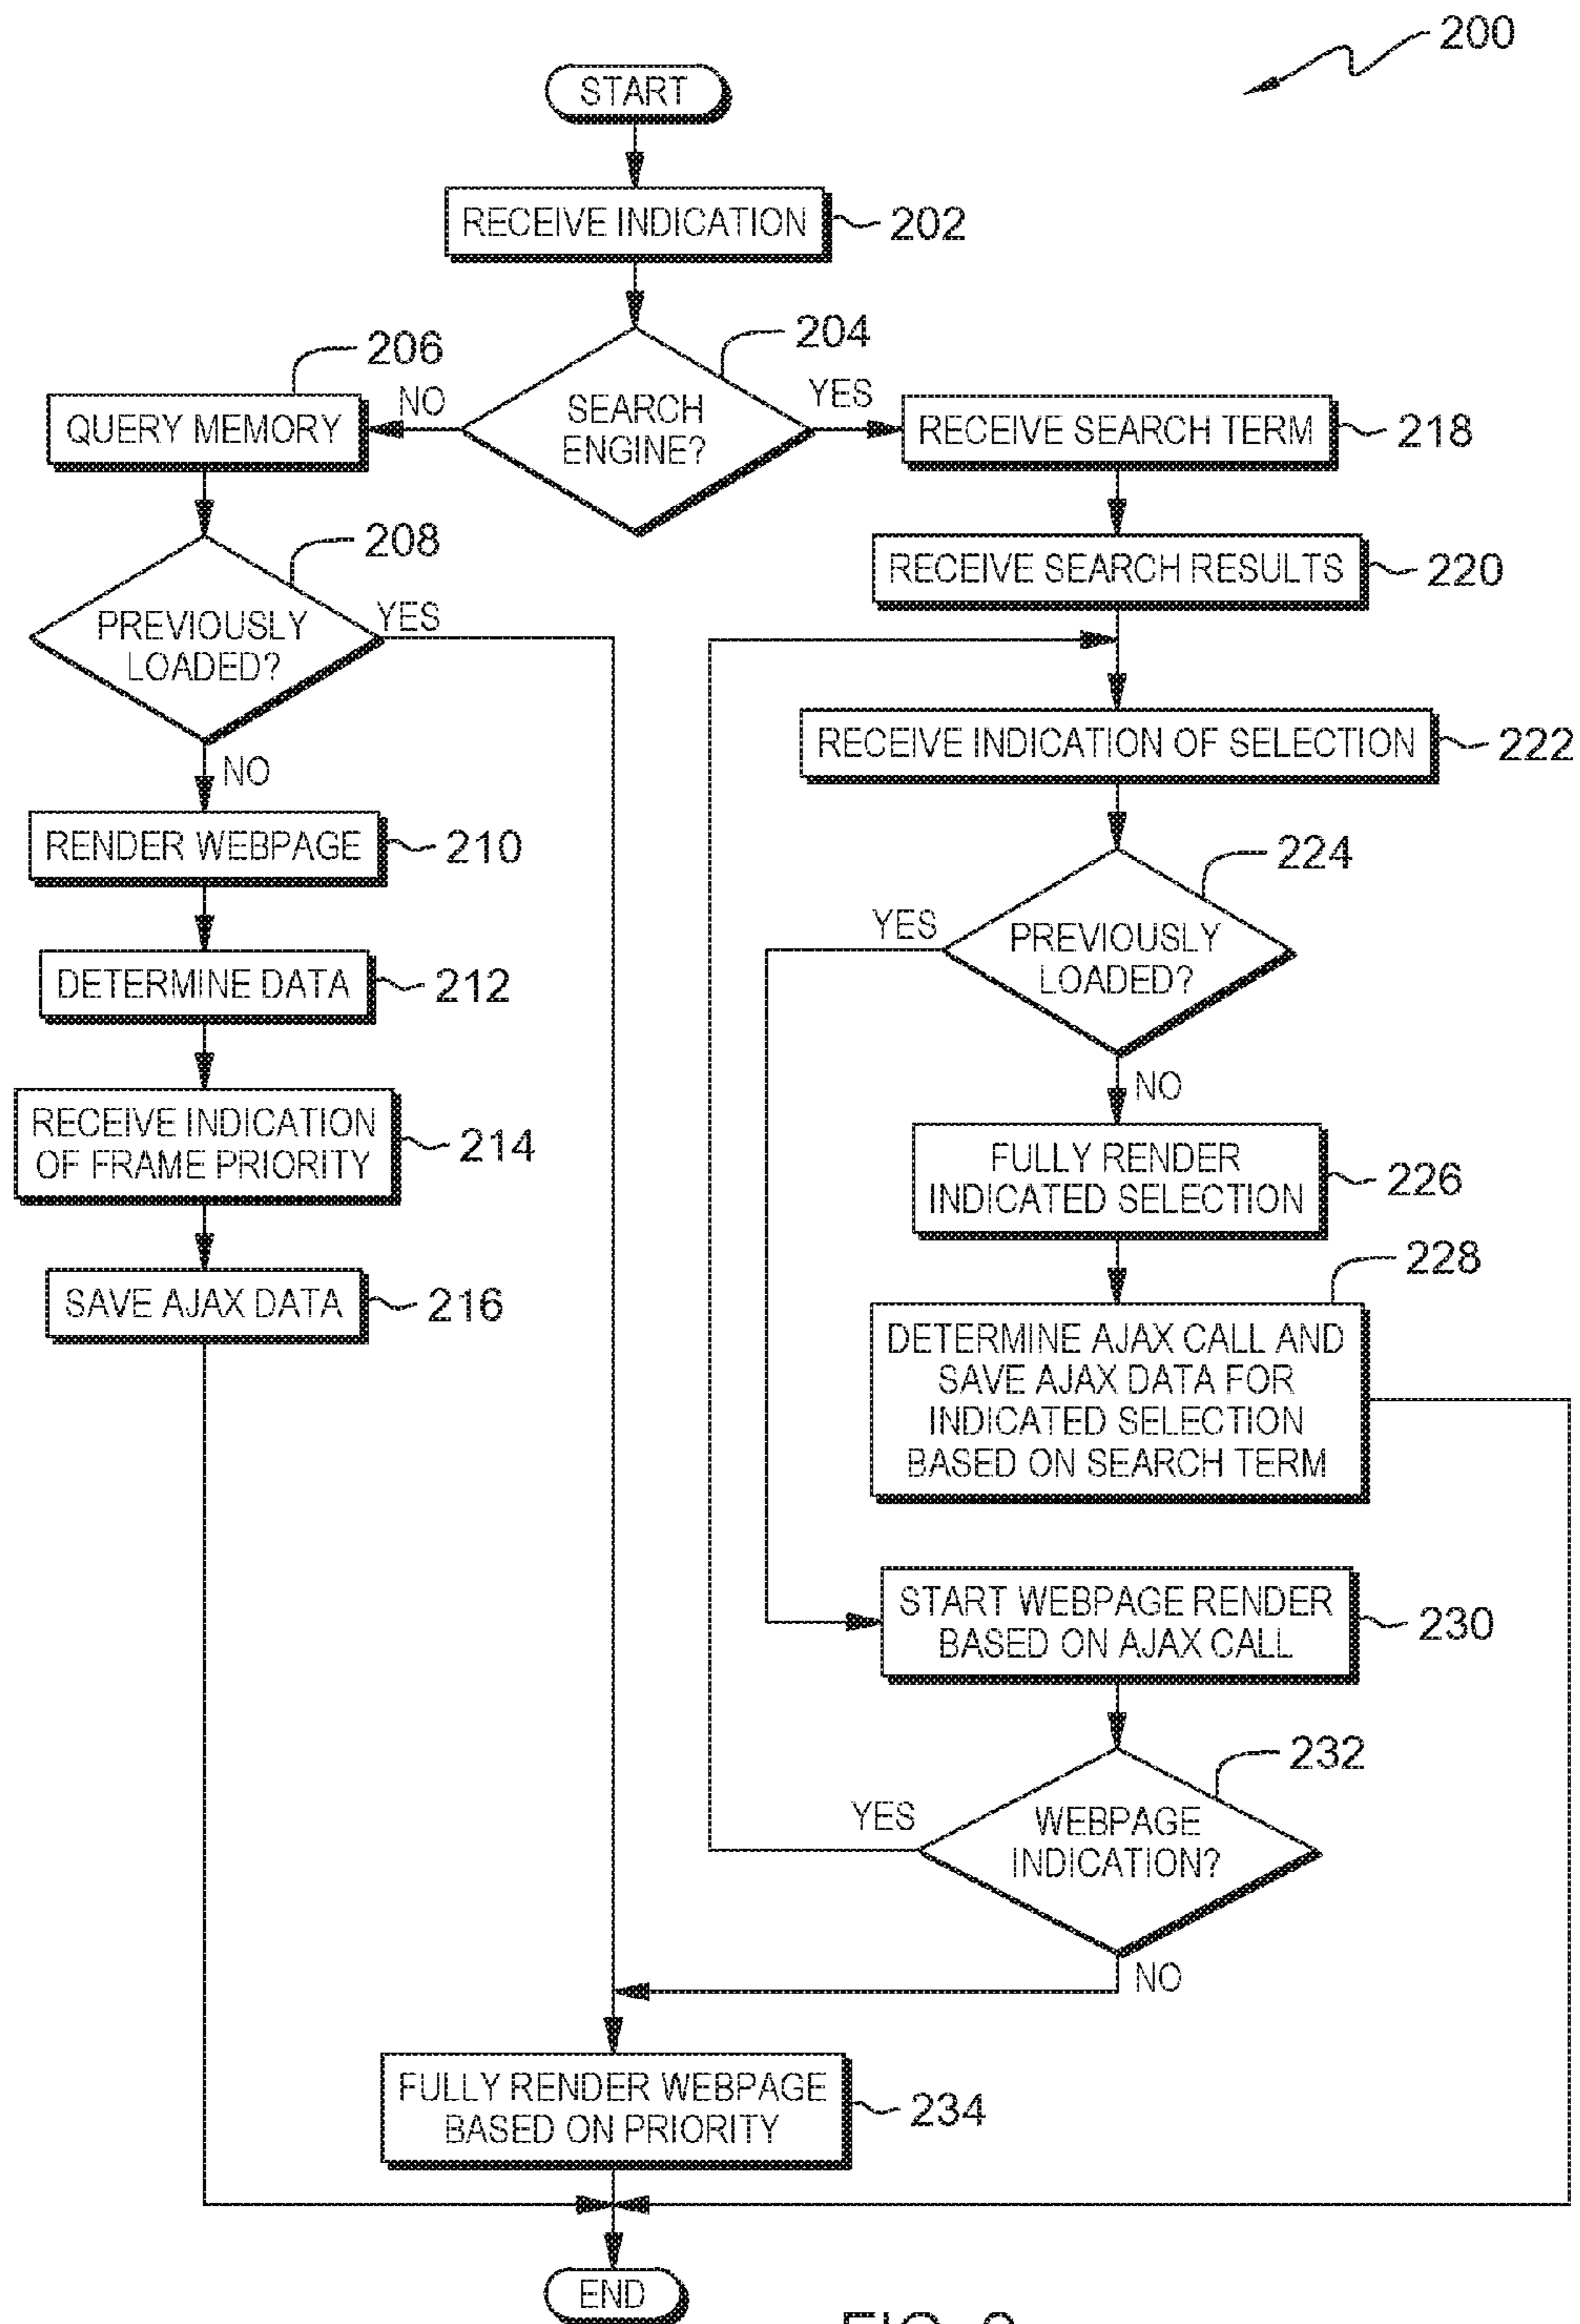 200
START
RECEIVE INDICATION
202
204
206
SEARCH
ENGINE?
NO
YES
QUERY MEMORY
RECEIVE SEARCH TERM
218
208
PREVIOUSLY
LOADED?
YES
NO
RECEIVE SEARCH RESULTS
220
RECEIVE INDICATION OF SELECTION
222
RENDER WEBPAGE
210
224
PREVIOUSLY
LOADED?
YES
NO
DETERMINE DATA
212
RECEIVE INDICATION
OF FRAME PRIORITY
214
FULLY RENDER
INDICATED SELECTION
226
SAVE AJAX DATA
216
228
DETERMINE AJAX CALL AND
SAVE AJAX DATA FOR
INDICATED SELECTION
BASED ON SEARCH TERM
START WEBPAGE RENDER
BASED ON AJAX CALL
230
232
WEBPAGE
INDICATION?
YES
NO
FULLY RENDER WEBPAGE
BASED ON PRIORITY
234
END